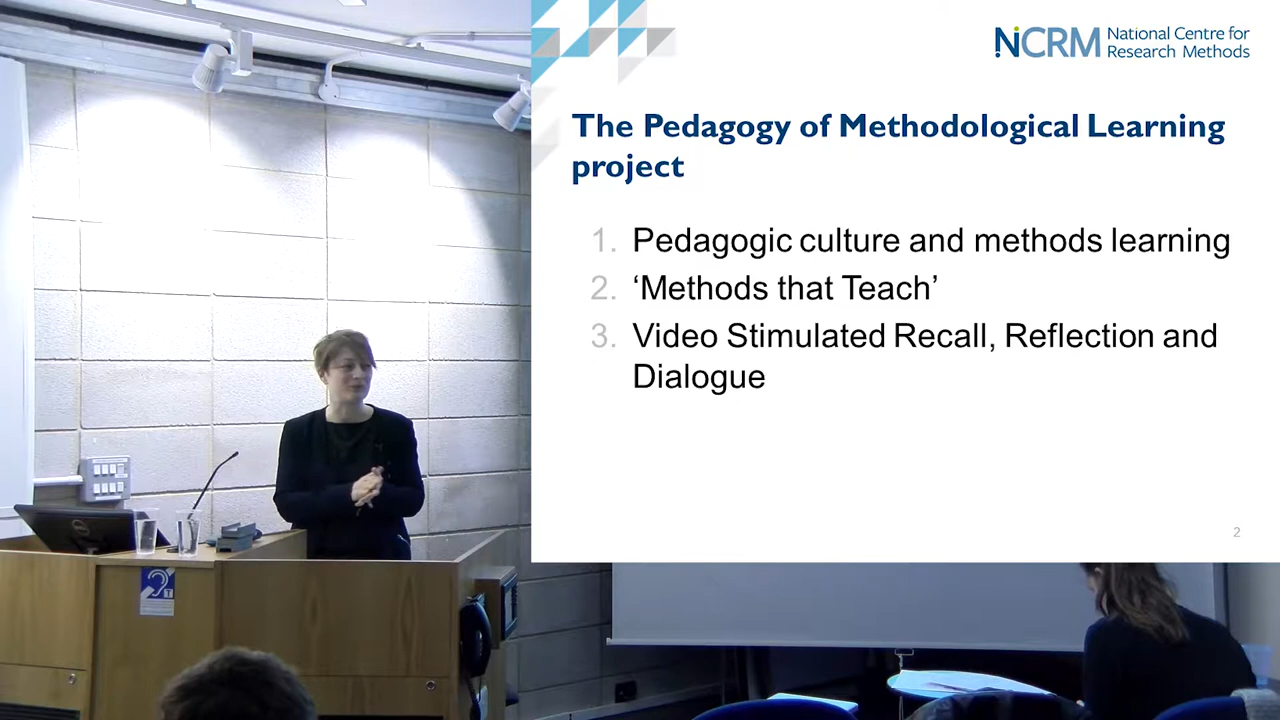 NCRM National Centre for
Research Methods
The Pedagogy of Methodological Learning
project
1. Pedagogic culture and methods learning
2. ‘Methods that Teach’
3. Video Stimulated Recall, Reflection and
Dialogue
2
T